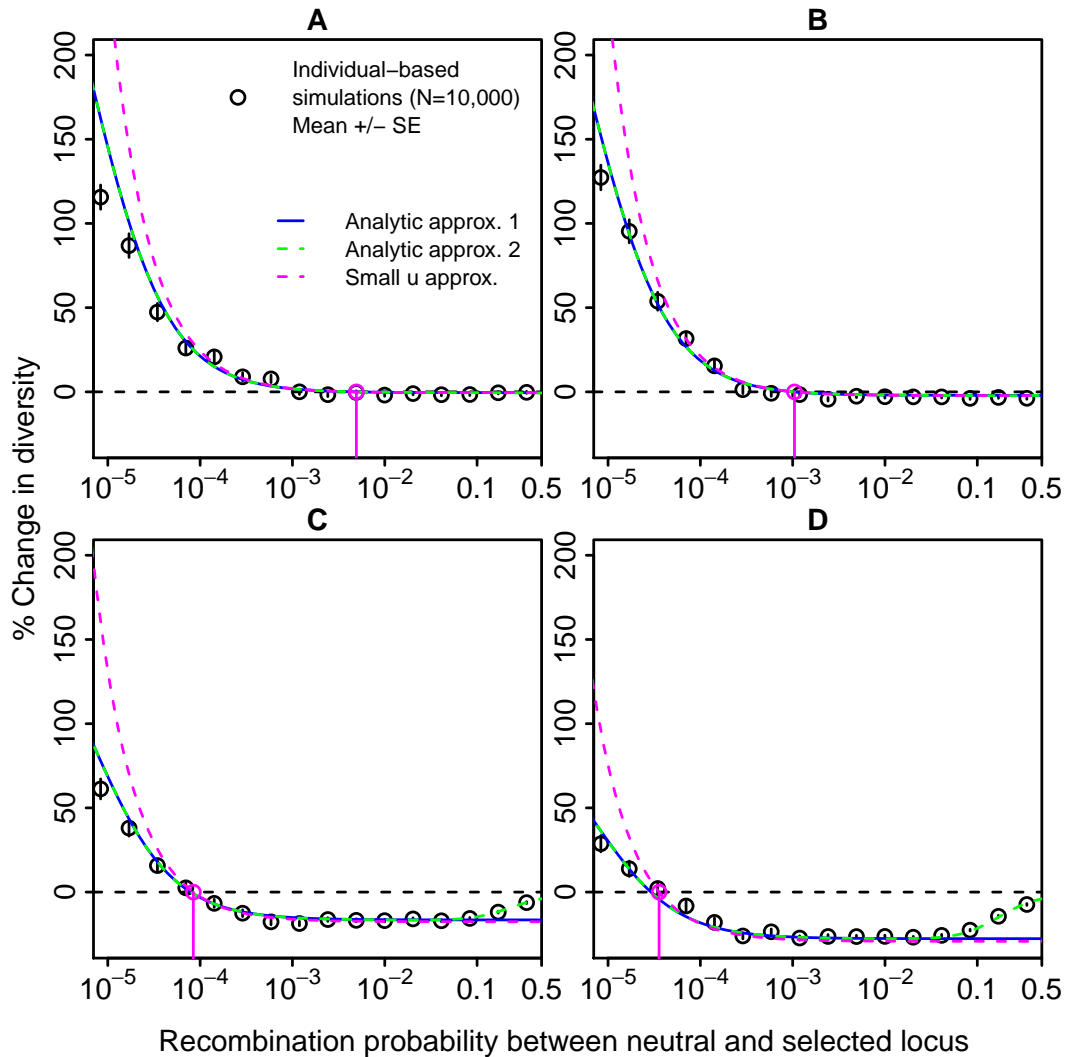 A
B
Individual−based
simulations (N=10,000)
Mean +/− SE
Analytic approx. 1
Analytic approx. 2
Small u approx.
200
150
100
50
0
10⁻⁵ 10⁻⁴ 10⁻³ 10⁻² 0.1 0.5
200
150
100
50
0
10⁻⁵ 10⁻⁴ 10⁻³ 10⁻² 0.1 0.5
% Change in diversity
C
D
200
150
100
50
0
10⁻⁵ 10⁻⁴ 10⁻³ 10⁻² 0.1 0.5
200
150
100
50
0
10⁻⁵ 10⁻⁴ 10⁻³ 10⁻² 0.1 0.5
Recombination probability between neutral and selected locus